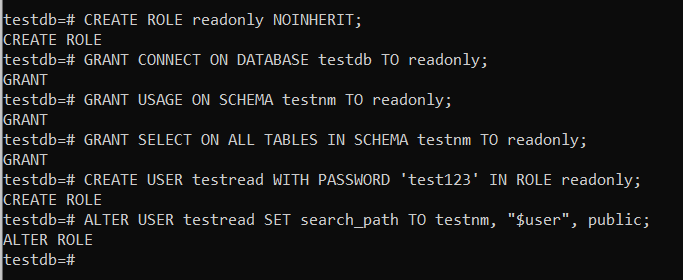 testdb=# CREATE ROLE readonly NOINHERIT;
CREATE ROLE
testdb=# GRANT CONNECT ON DATABASE testdb TO readonly;
GRANT
testdb=# GRANT USAGE ON SCHEMA testnm TO readonly;
GRANT
testdb=# GRANT SELECT ON ALL TABLES IN SCHEMA testnm TO readonly;
GRANT
testdb=# CREATE USER testread WITH PASSWORD 'test123' IN ROLE readonly;
CREATE ROLE
testdb=# ALTER USER testread SET search_path TO testnm, "$user", public;
ALTER ROLE
testdb=#